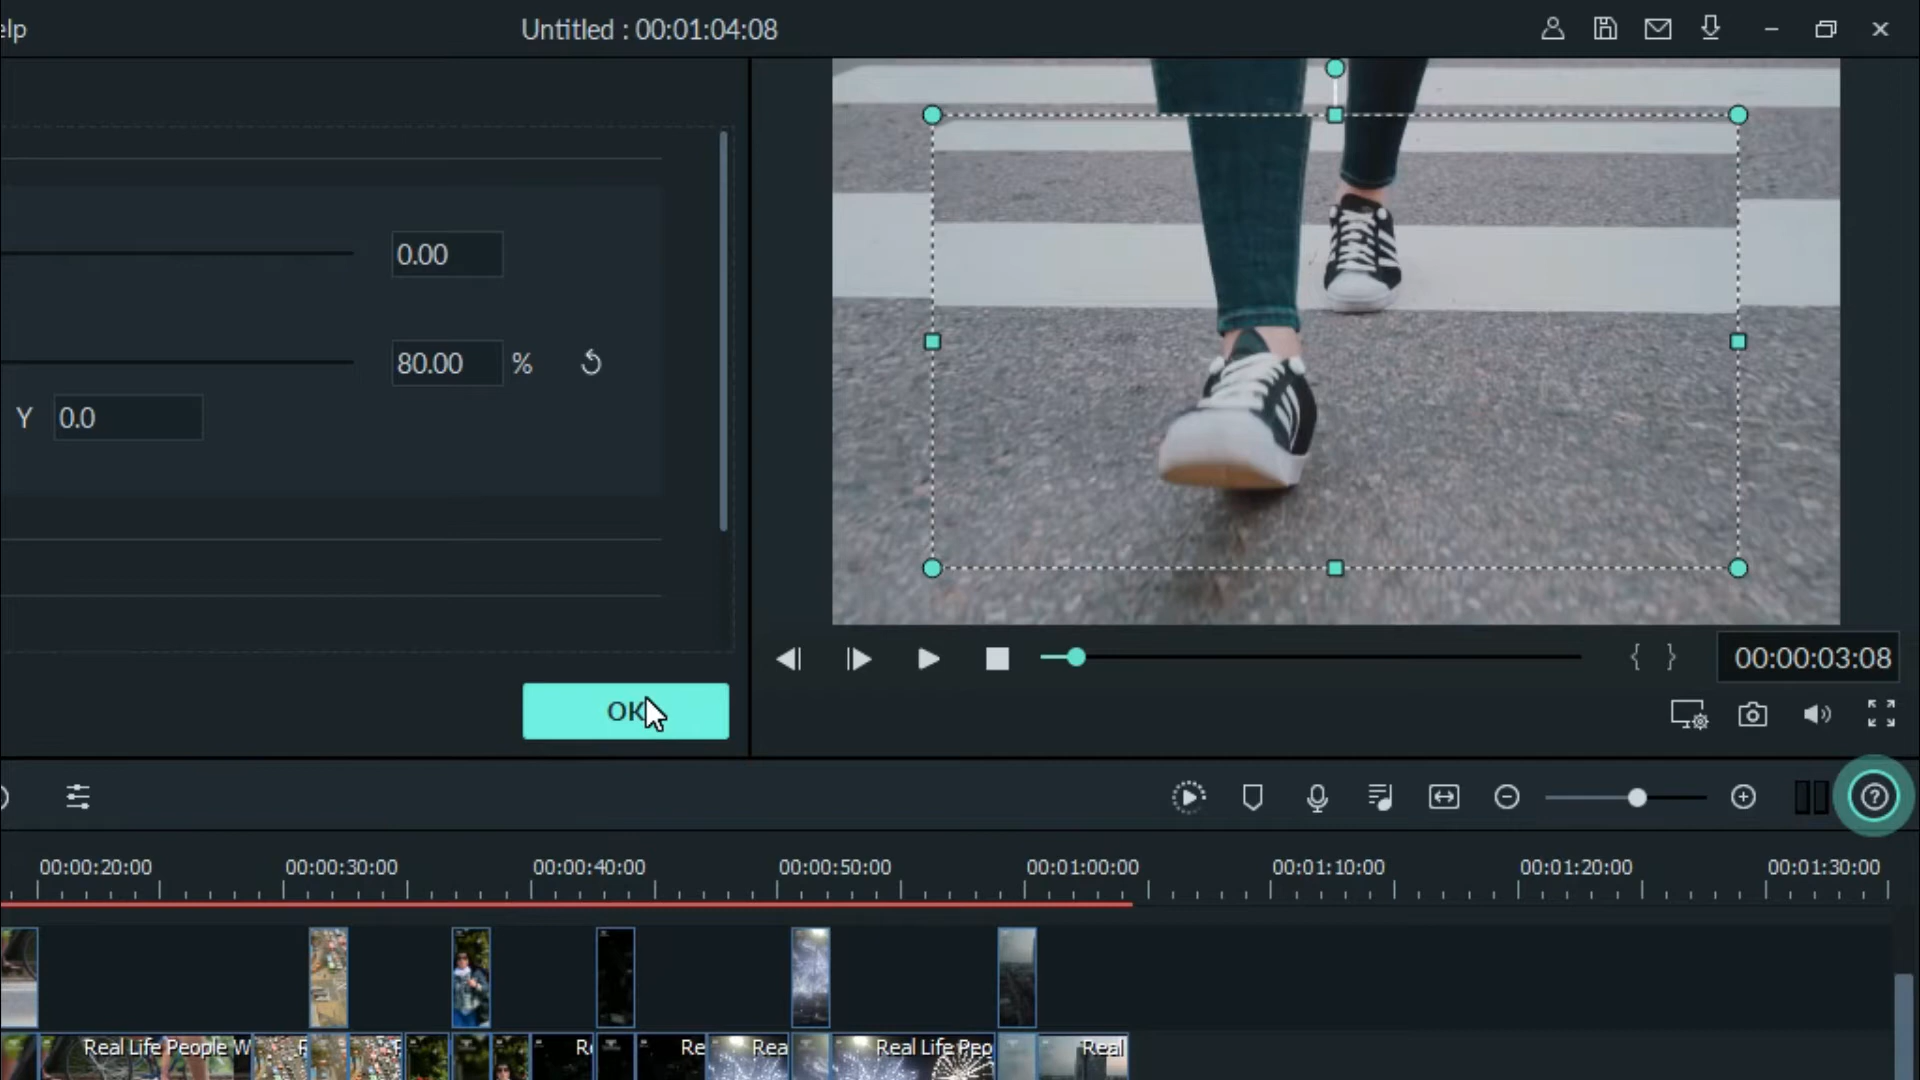 elp
Untitled : 00:01:04:08
0.00
80.00 %
Y 0.0
00:00:03:08
OK
00:00:20:00 00:00:30:00 00:00:40:00 00:00:50:00 00:01:00:00 00:01:10:00 00:01:20:00 00:01:30:00
Real Life People W Re Rea Real Life Peo Real